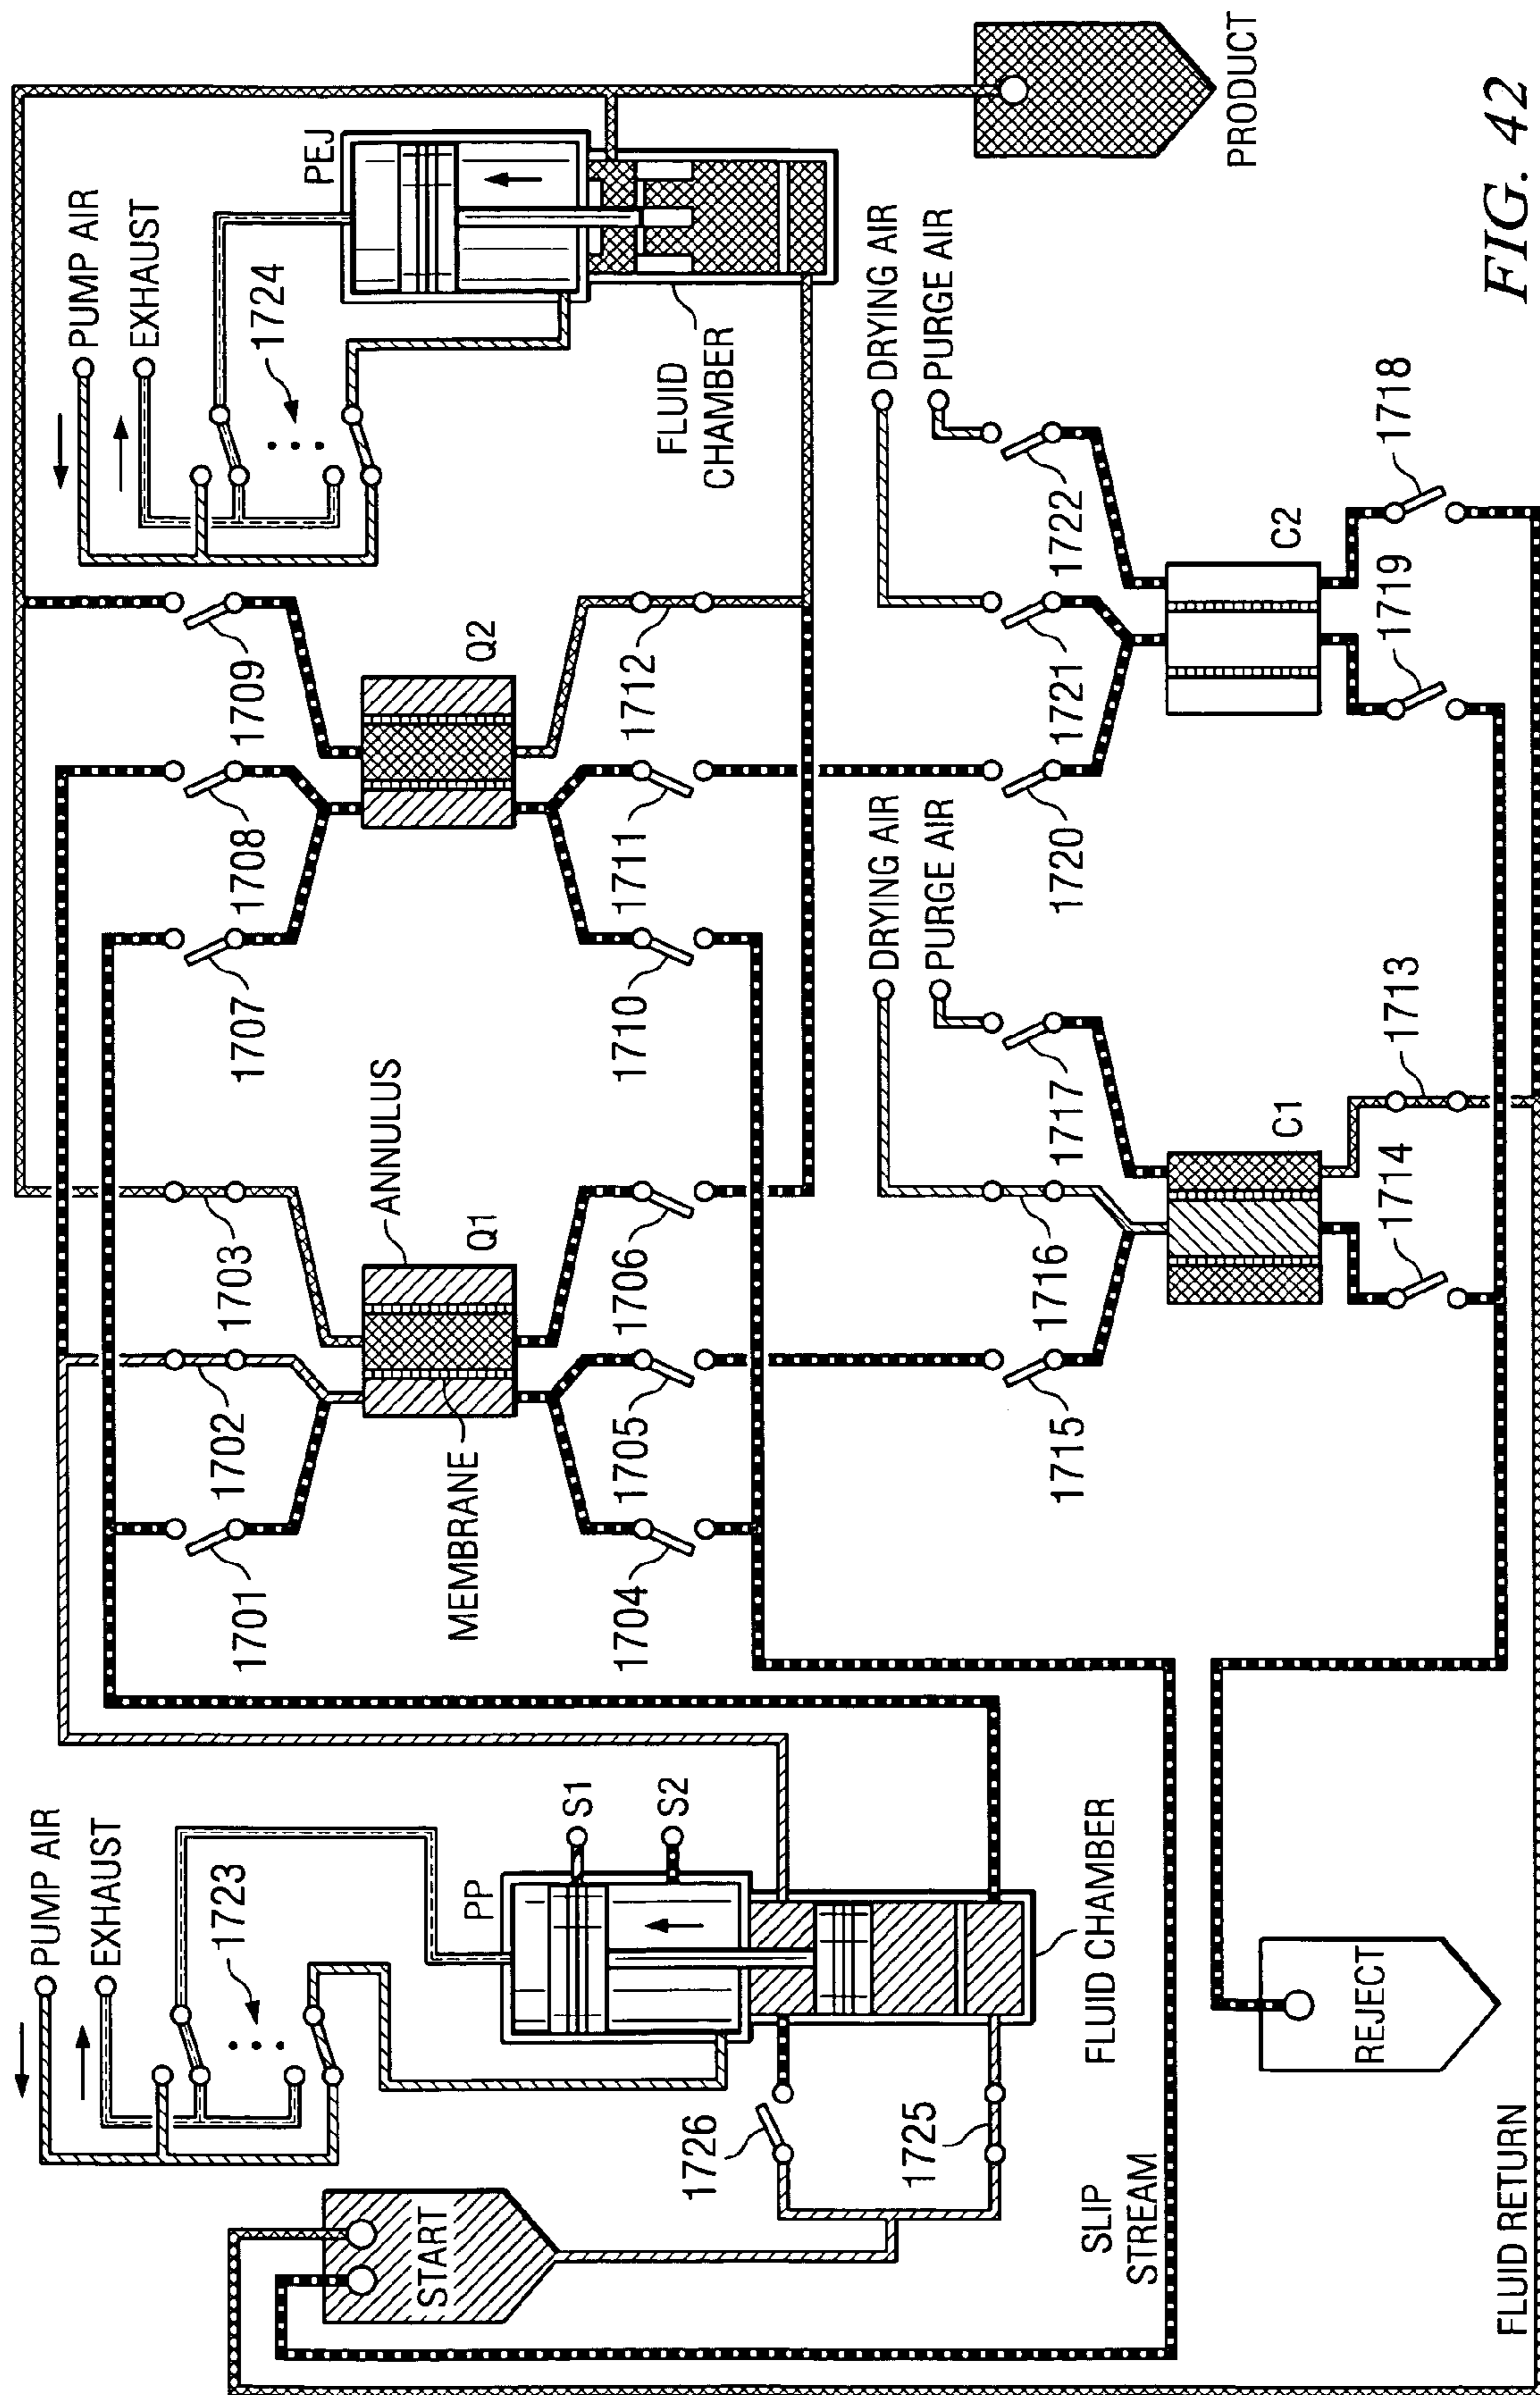 PUMP AIR
EXHAUST
1723
START
1726
1725
PP
S1
S2
FLUID CHAMBER
SLIP
STREAM
REJECT
FLUID RETURN
1701
1702
1703
MEMBRANE
ANNULUS
Q1
1704
1705
1706
1707
1708
1709
Q2
1710
1711
1712
PUMP AIR
EXHAUST
1724
PEJ
FLUID
CHAMBER
PRODUCT
DRYING AIR
PURGE AIR
1715
1716
1717
C1
1714
1713
DRYING AIR
PURGE AIR
1720
1721
1722
C2
1719
1718
FIG. 42